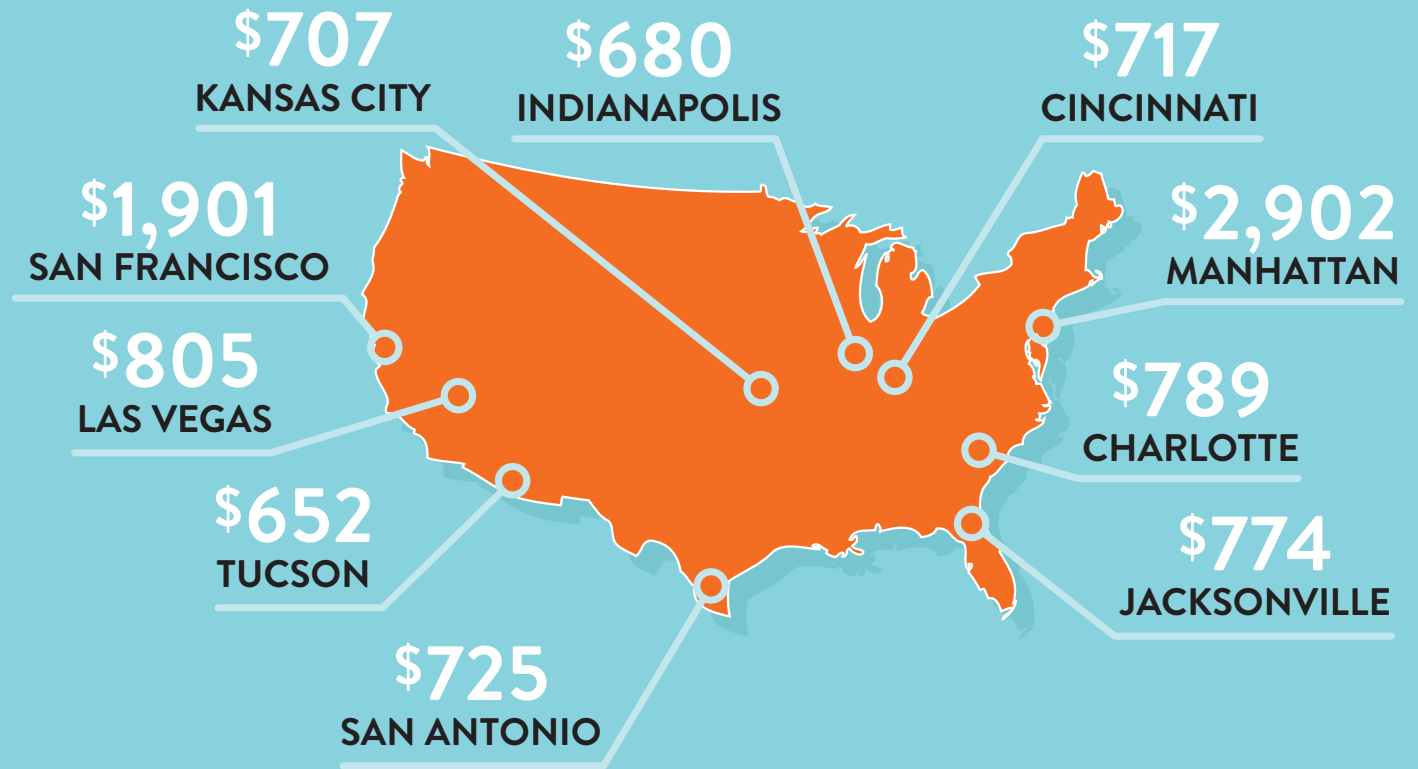 $707
KANSAS CITY
$680
INDIANAPOLIS
$717
CINCINNATI
$1,901
SAN FRANCISCO
$2,902
MANHATTAN
$805
LAS VEGAS
$789
CHARLOTTE
$652
TUCSON
$774
JACKSONVILLE
$725
SAN ANTONIO